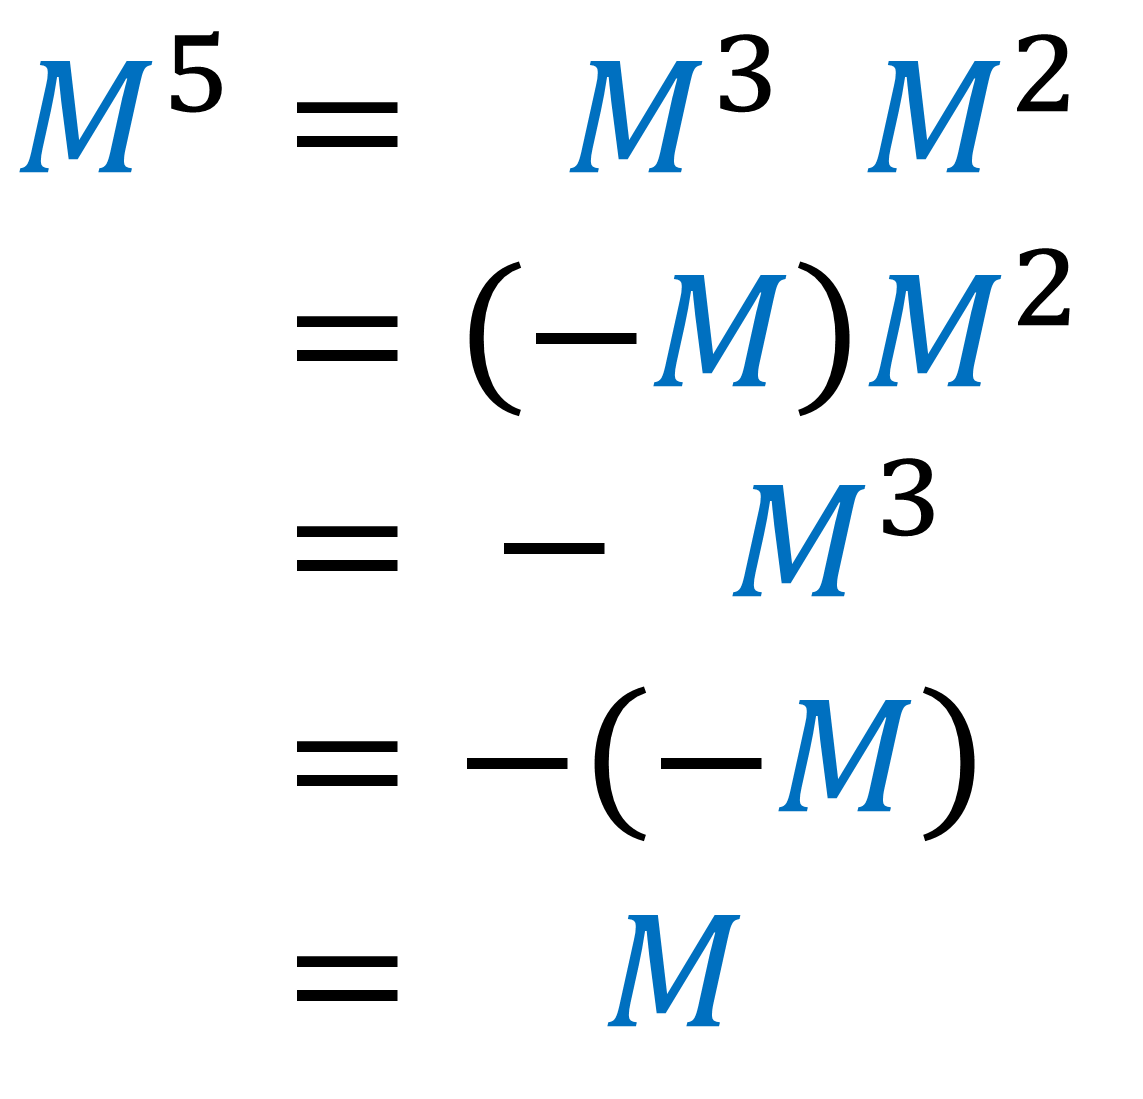 M⁵ = M³ M²
= (−M)M²
= − M³
= −(−M)
= M